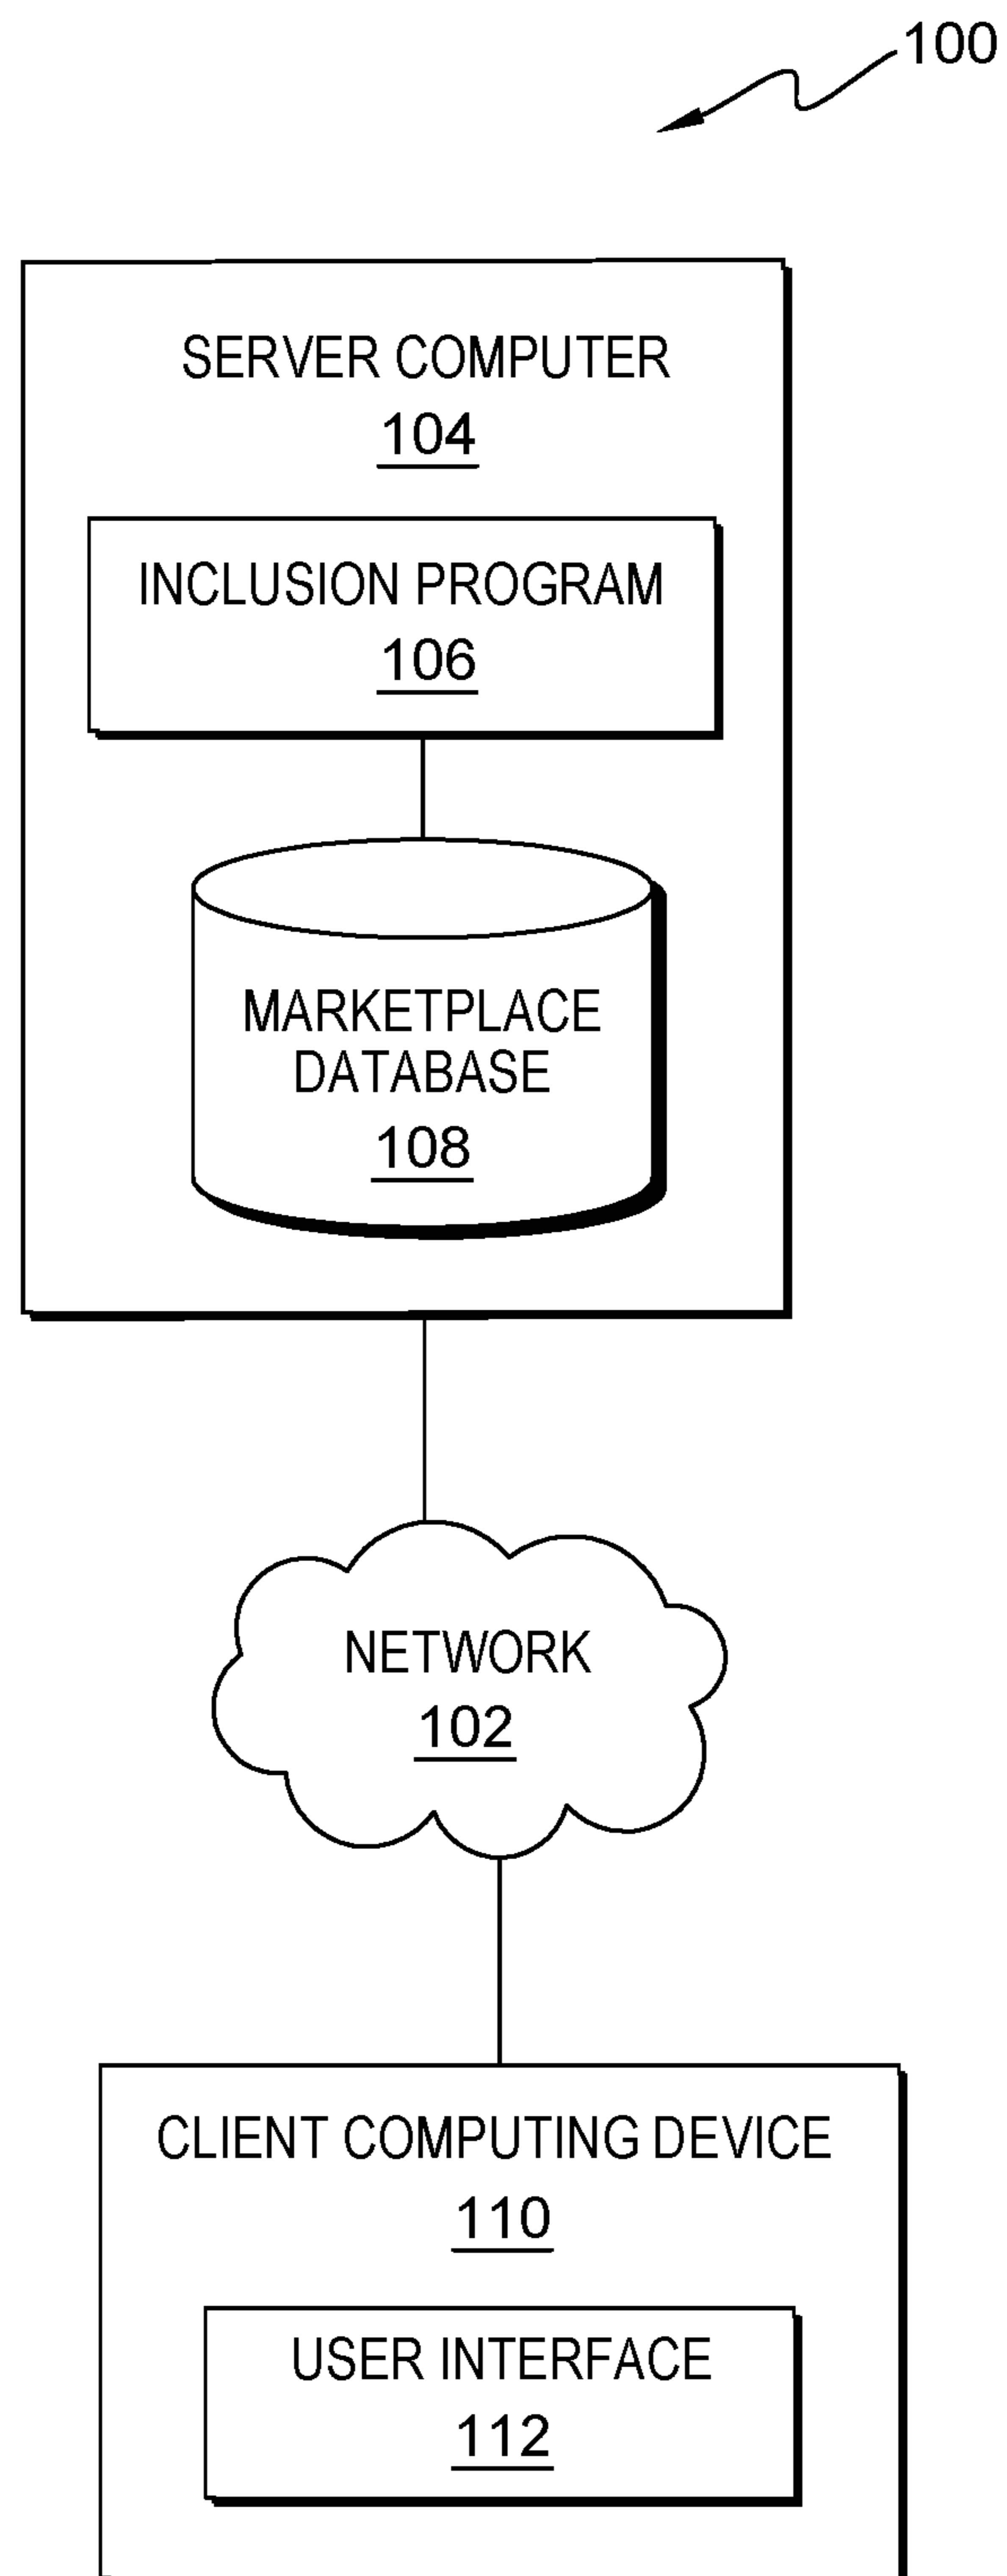 100
SERVER COMPUTER
104
INCLUSION PROGRAM
106
MARKETPLACE
DATABASE
108
NETWORK
102
CLIENT COMPUTING DEVICE
110
USER INTERFACE
112